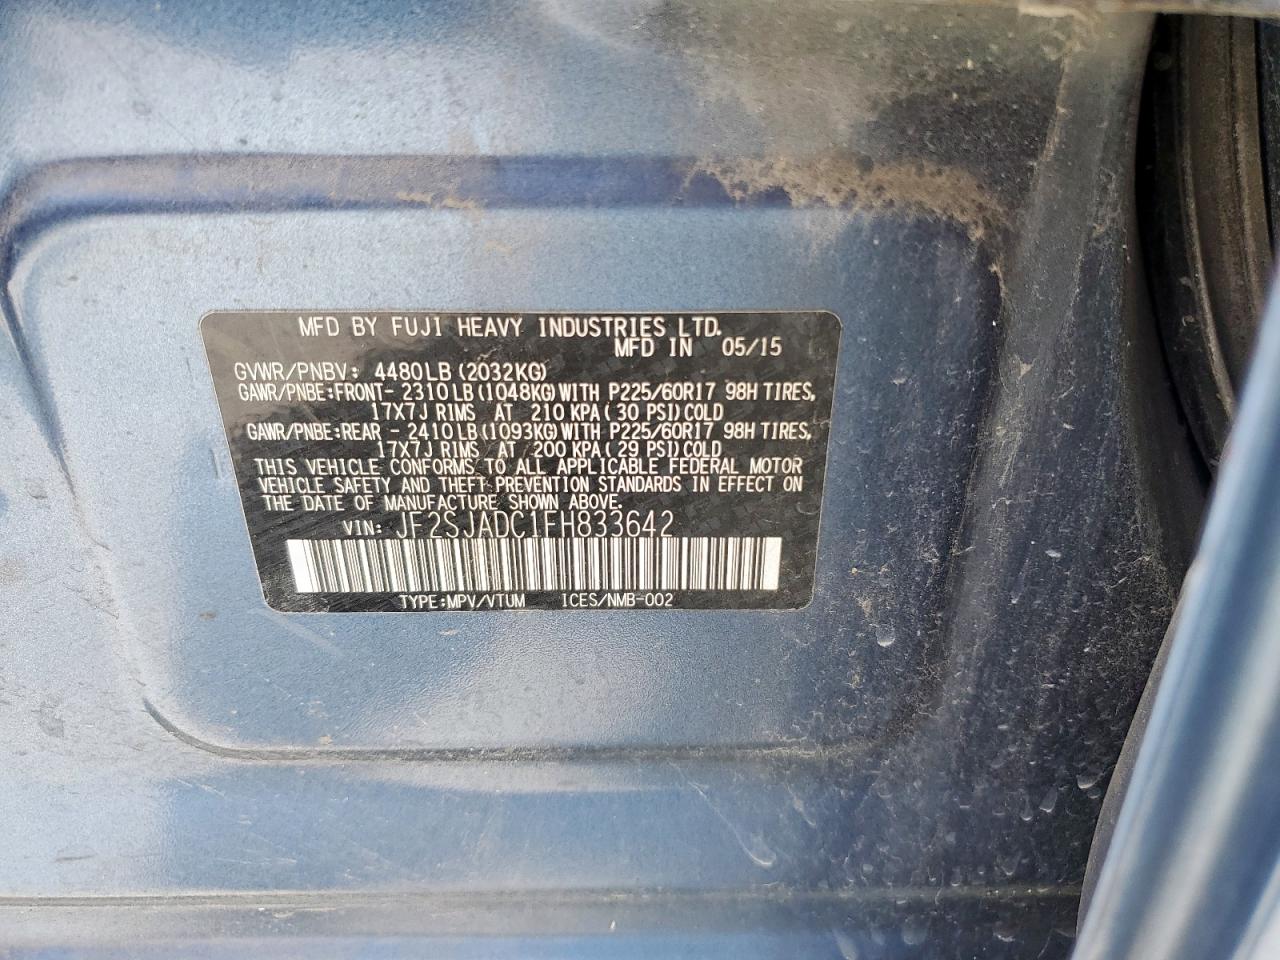 MFD BY FUJI HEAVY INDUSTRIES LTD.
MFD IN 05/15
GVWR/PNBV: 4480LB (2032KG)
GAWR/PNBE:FRONT- 2310LB (1048KG) WITH P225/60R17 98H TIRES,
17X7J RIMS AT 210 KPA (30 PSI) COLD
GAWR/PNBE:REAR - 2410LB (1093KG) WITH P225/60R17 98H TIRES,
17X7J RIMS AT 200 KPA (29 PSI) COLD
THIS VEHICLE CONFORMS TO ALL APPLICABLE FEDERAL MOTOR
VEHICLE SAFETY AND THEFT PREVENTION STANDARDS IN EFFECT ON
THE DATE OF MANUFACTURE SHOWN ABOVE.
VIN: JF2SJADC1FH833642
TYPE:MPV/VTUM ICES/NMB-002